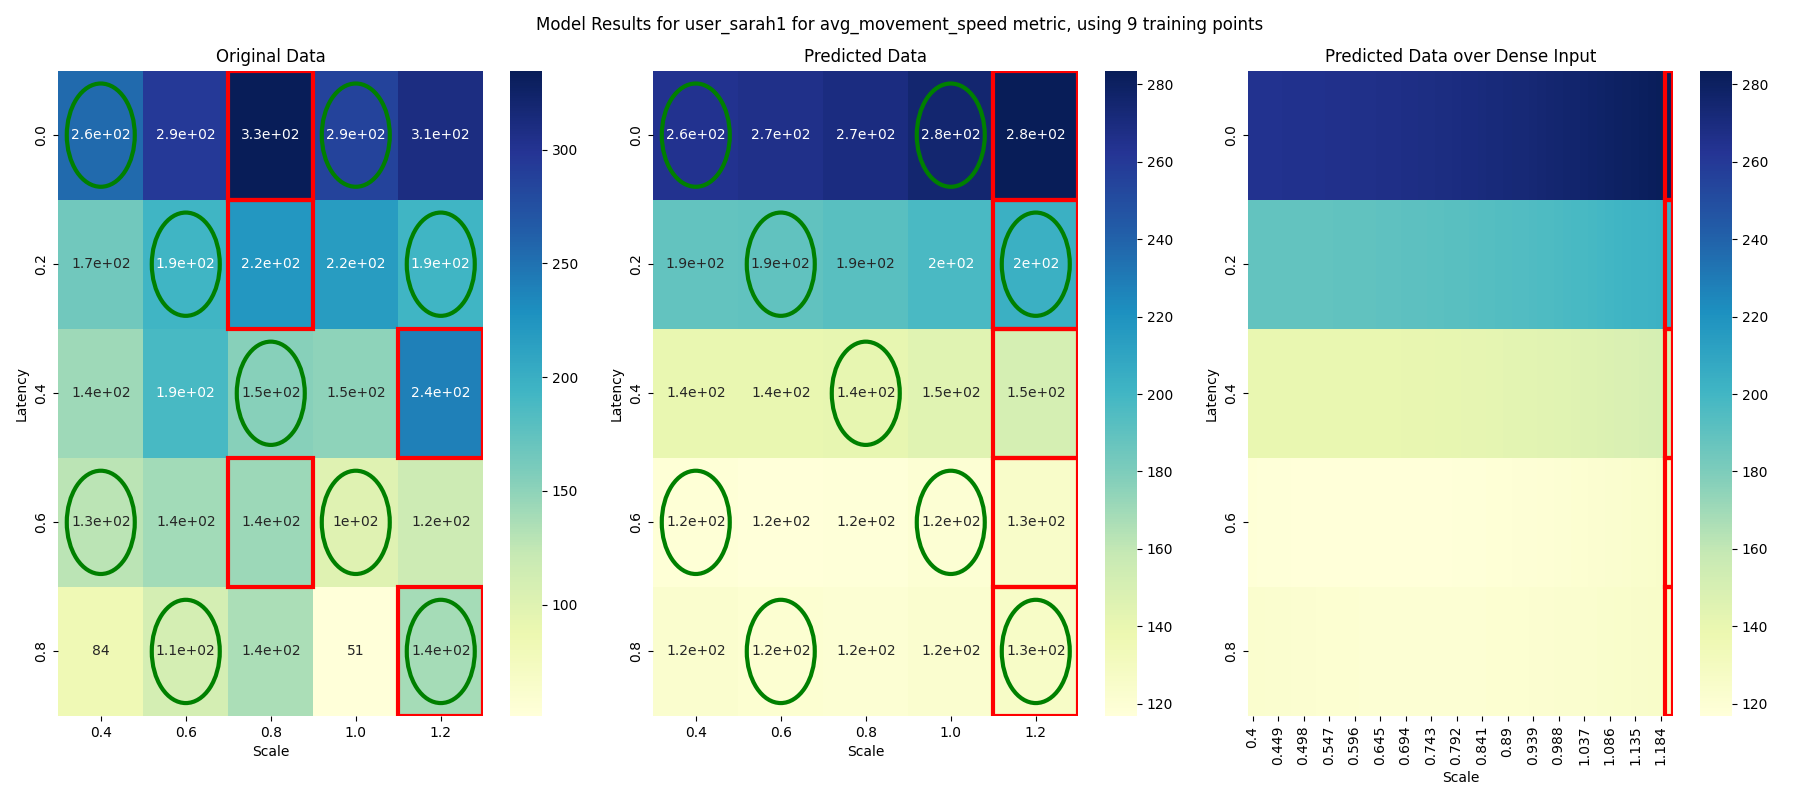 Model Results for user_sarah1 for avg_movement_speed metric, using 9 training points
Original Data
2.6e+02 2.9e+02 3.3e+02 2.9e+02 3.1e+02
1.7e+02 1.9e+02 2.2e+02 2.2e+02 1.9e+02
1.4e+02 1.9e+02 1.5e+02 1.5e+02 2.4e+02
1.3e+02 1.4e+02 1.4e+02 1e+02 1.2e+02
84 1.1e+02 1.4e+02 51 1.4e+02
0.0
0.2
0.4
0.6
0.8
Latency
0.4 0.6 0.8 1.0 1.2
Scale
300
250
200
150
100
Predicted Data
2.6e+02 2.7e+02 2.7e+02 2.8e+02 2.8e+02
1.9e+02 1.9e+02 1.9e+02 2e+02 2e+02
1.4e+02 1.4e+02 1.4e+02 1.5e+02 1.5e+02
1.2e+02 1.2e+02 1.2e+02 1.2e+02 1.3e+02
1.2e+02 1.2e+02 1.2e+02 1.2e+02 1.3e+02
0.0
0.2
0.4
0.6
0.8
Latency
0.4 0.6 0.8 1.0 1.2
Scale
280
260
240
220
200
180
160
140
120
Predicted Data over Dense Input
0.0
0.2
0.4
0.6
0.8
Latency
0.4 0.449 0.498 0.547 0.596 0.645 0.694 0.743 0.792 0.841 0.89 0.939 0.988 1.037 1.086 1.135 1.184
Scale
280
260
240
220
200
180
160
140
120